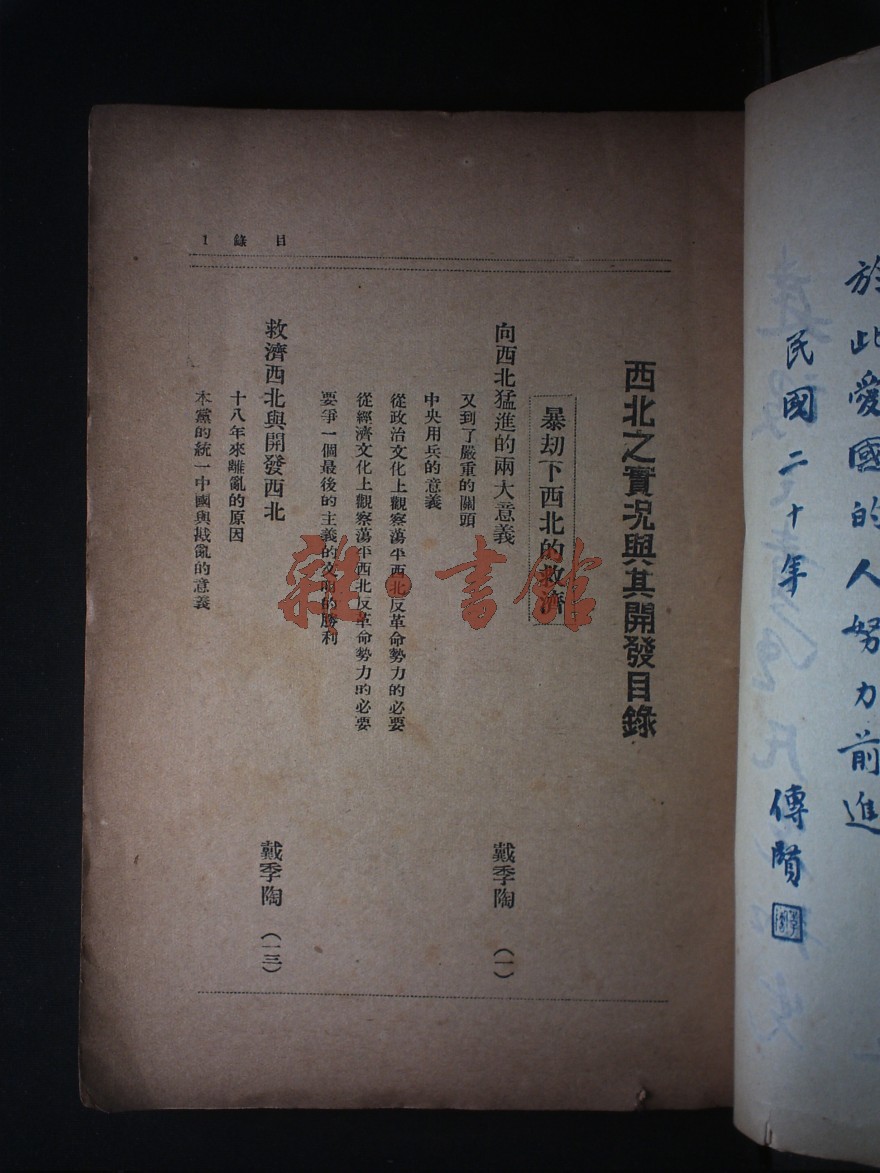 於此愛國的人努力前進
民國二十年
傳賢
目錄 1
西北之實况與其開發目錄
暴刧下西北的救濟
向西北猛進的兩大意義 戴季陶 (一)
又到了嚴重的關頭
中央用兵的意義
從政治文化上觀察蕩平西北反革命勢力的必要
從經濟文化上觀察蕩平西北反革命勢力的必要
要爭一個最後的主義的文明的勝利
救濟西北與開發西北 戴季陶 (一三)
十八年來離亂的原因
本黨的統一中國與戡亂的意義
雜·書館